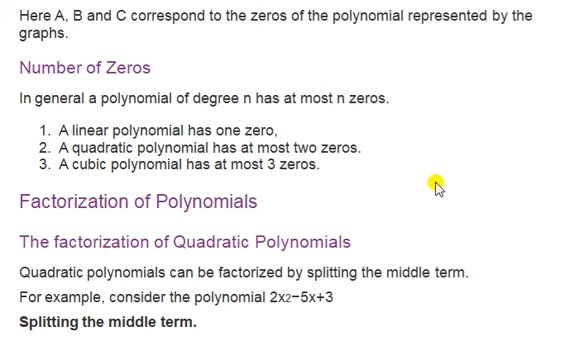 Here A, B and C correspond to the zeros of the polynomial represented by the
graphs.
Number of Zeros
In general a polynomial of degree n has at most n zeros.
1. A linear polynomial has one zero,
2. A quadratic polynomial has at most two zeros.
3. A cubic polynomial has at most 3 zeros.
Factorization of Polynomials
The factorization of Quadratic Polynomials
Quadratic polynomials can be factorized by splitting the middle term.
For example, consider the polynomial 2x2−5x+3
Splitting the middle term.